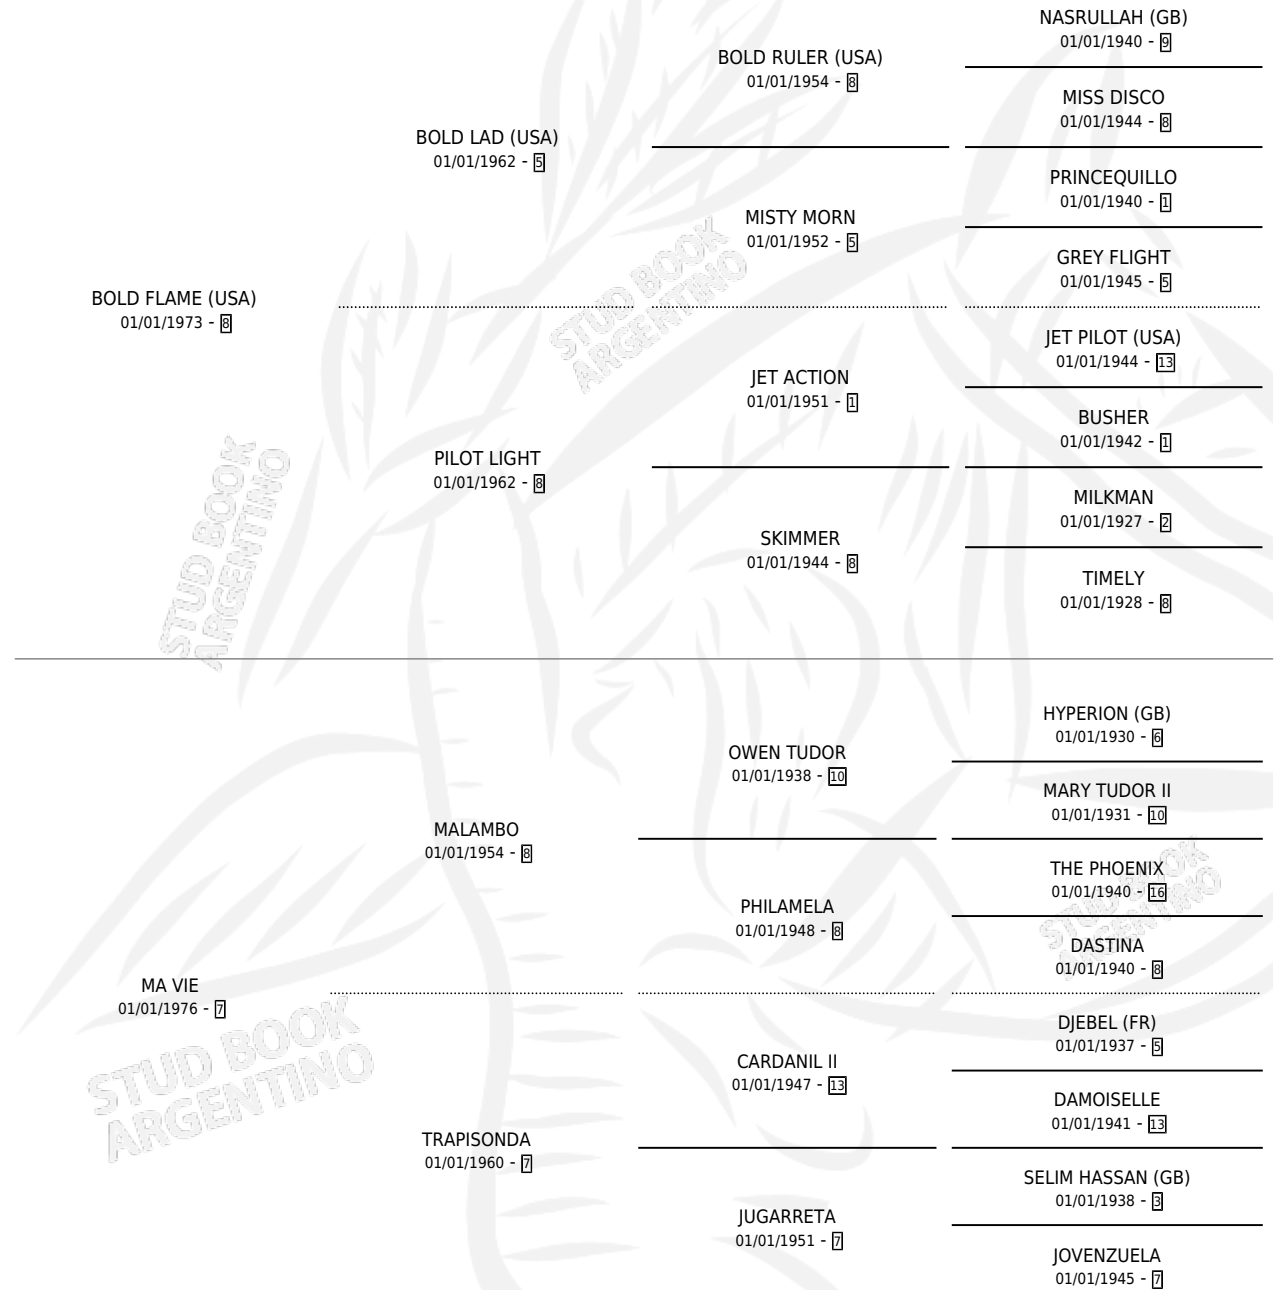 NASRULLAH (GB)
01/01/1940 - 9
BOLD RULER (USA)
01/01/1954 - 8
MISS DISCO
01/01/1944 - 8
BOLD LAD (USA)
01/01/1962 - 5
PRINCEQUILLO
01/01/1940 - 1
MISTY MORN
01/01/1952 - 5
GREY FLIGHT
01/01/1945 - 5
BOLD FLAME (USA)
01/01/1973 - 8
JET PILOT (USA)
01/01/1944 - 13
JET ACTION
01/01/1951 - 1
BUSHER
01/01/1942 - 1
PILOT LIGHT
01/01/1962 - 8
MILKMAN
01/01/1927 - 2
SKIMMER
01/01/1944 - 8
TIMELY
01/01/1928 - 8
HYPERION (GB)
01/01/1930 - 6
OWEN TUDOR
01/01/1938 - 10
MARY TUDOR II
01/01/1931 - 10
MALAMBO
01/01/1954 - 8
THE PHOENIX
01/01/1940 - 16
PHILAMELA
01/01/1948 - 8
DASTINA
01/01/1940 - 8
MA VIE
01/01/1976 - 7
DJEBEL (FR)
01/01/1937 - 5
CARDANIL II
01/01/1947 - 13
DAMOISELLE
01/01/1941 - 13
TRAPISONDA
01/01/1960 - 7
SELIM HASSAN (GB)
01/01/1938 - 3
JUGARRETA
01/01/1951 - 7
JOVENZUELA
01/01/1945 - 7
STUD BOOK
ARGENTINO
STUD BOOK
ARGENTINO
STUD BOOK
ARGENTINO
STUD BOOK
ARGENTINO